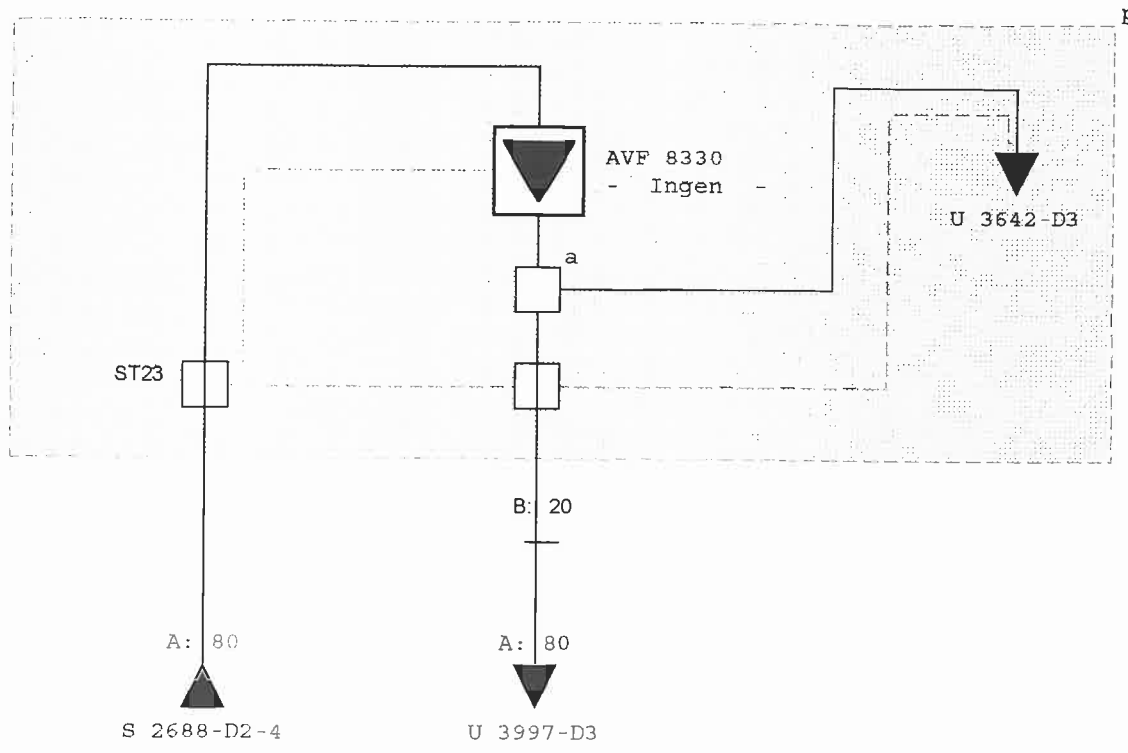 p
AVF 8330
- Ingen -
U 3642-D3
a
ST23
B: 20
A: 80
A: 80
S 2688-D2-4
U 3997-D3